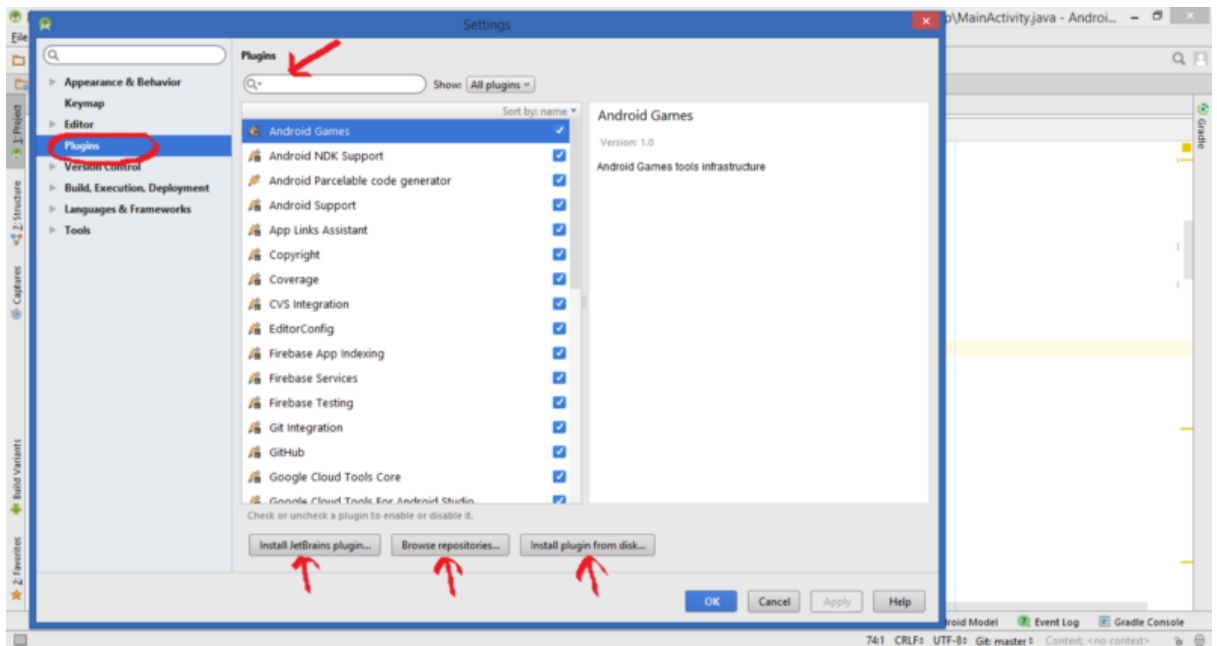 Settings
p\MainActivity.java - Androi...
File
Plugins
Show: All plugins
Appearance & Behavior
Keymap
Editor
Plugins
Version Control
Build, Execution, Deployment
Languages & Frameworks
Tools
Sort by: name
Android Games
Android NDK Support
Android Parcelable code generator
Android Support
App Links Assistant
Copyright
Coverage
CVS Integration
EditorConfig
Firebase App Indexing
Firebase Services
Firebase Testing
Git Integration
GitHub
Google Cloud Tools Core
Google Cloud Tools For Android Studio
Check or uncheck a plugin to enable or disable it.
Android Games
Version: 1.0
Android Games tools infrastructure
Install JetBrains plugin...
Browse repositories...
Install plugin from disk...
OK
Cancel
Apply
Help
1: Project
Z: Structure
Captures
Build Variants
2: Favorites
Gradle
droid Model
Event Log
Gradle Console
74:1 CRLF UTF-8 Git: master Context: <no context>